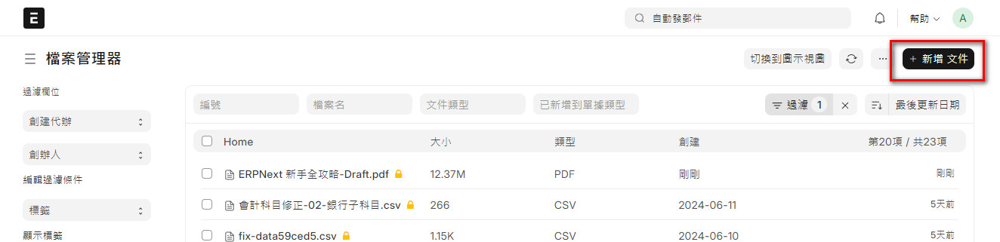 E
自動發郵件
幫助
A
檔案管理器
切換到圖示視圖
...
+ 新增 文件
過濾欄位
創建代辦
創辦人
編輯過濾條件
標籤
顯示標籤
編號
檔案名
文件類型
已新增到單據類型
過濾 1
最後更新日期
Home 大小 類型 創建 第20項 / 共23項
ERPNext 新手全攻略-Draft.pdf 12.37M PDF 剛剛 剛剛
會計科目修正-02-銀行子科目.csv 266 CSV 2024-06-11 5天前
fix-data59ced5.csv 1.15K CSV 2024-06-10 5天前